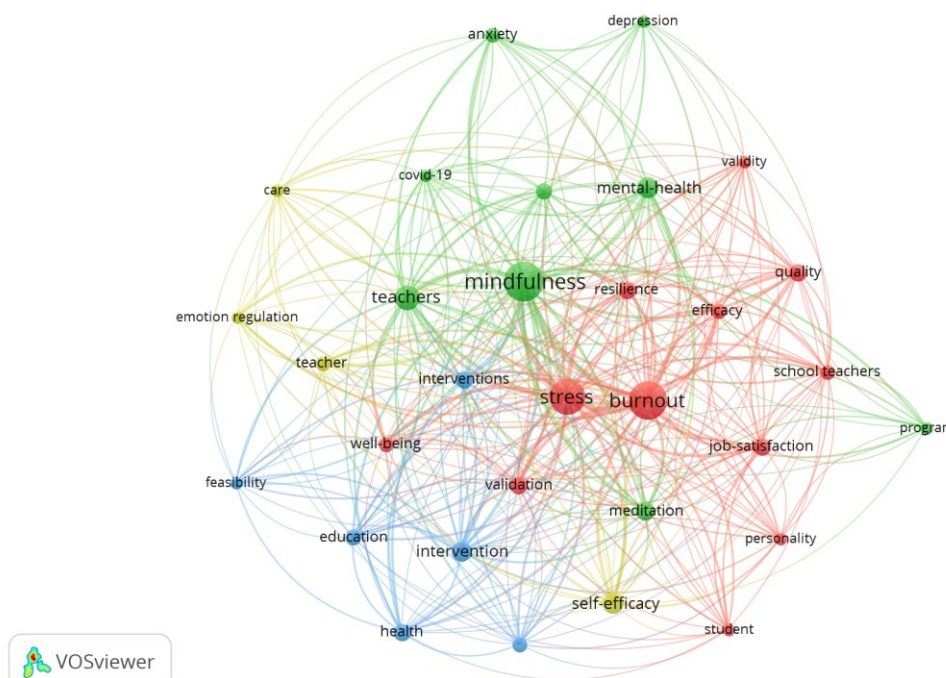 depression
anxiety
validity
covid-19
mental-health
care
quality
mindfulness
resilience
teachers
efficacy
emotion regulation
teacher
school teachers
interventions
stress
burnout
program
well-being
job-satisfaction
feasibility
validation
meditation
education
personality
intervention
self-efficacy
health
student
VOSviewer